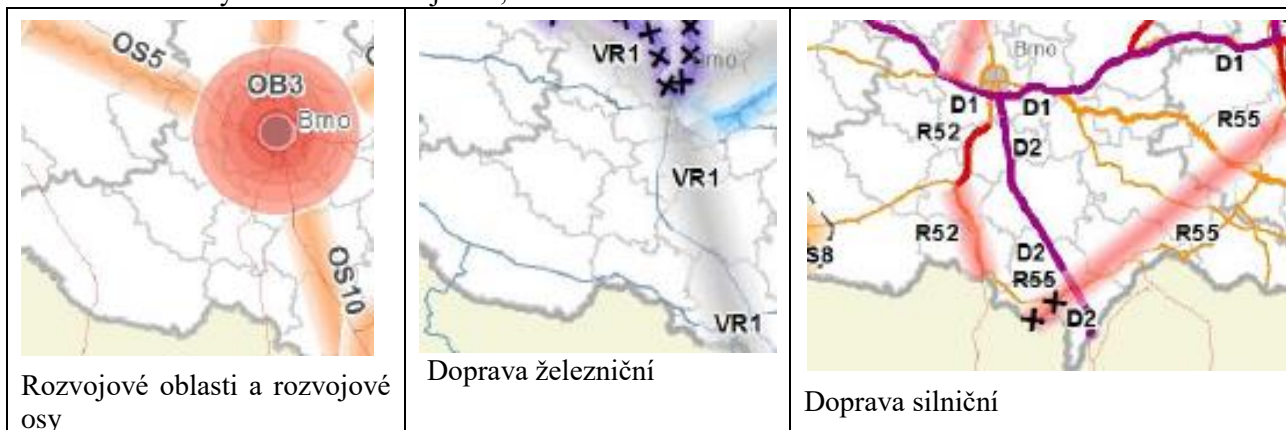 OS5
OB3
Brno
OS10
Rozvojové oblasti a rozvojové
osy
VR1
VR1
VR1
Doprava železniční
Brno
D1
D1
D1
R52
R55
D2
R52
R55
S8
D2
R55
D2
Doprava silniční